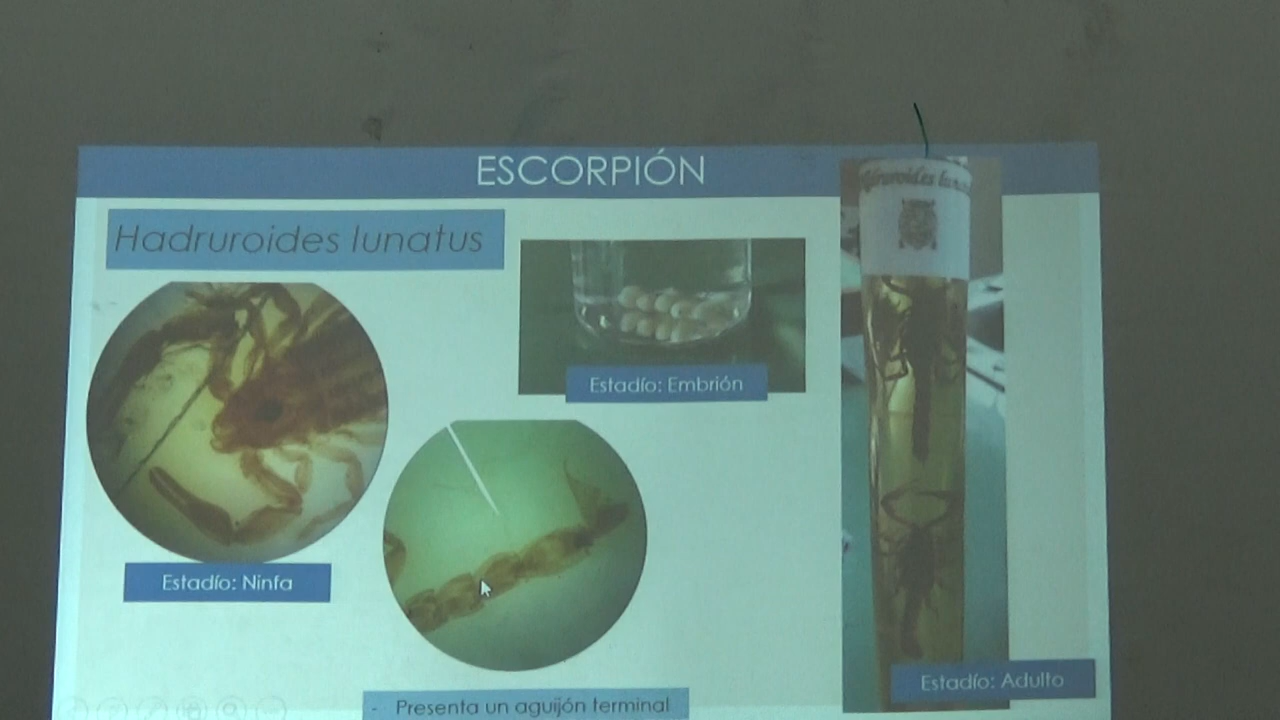 ESCORPIÓN
Hadruroides lunatus
Estadío: Embrión
Estadío: Ninfa
Estadío: Adulto
- Presenta un aguijón terminal